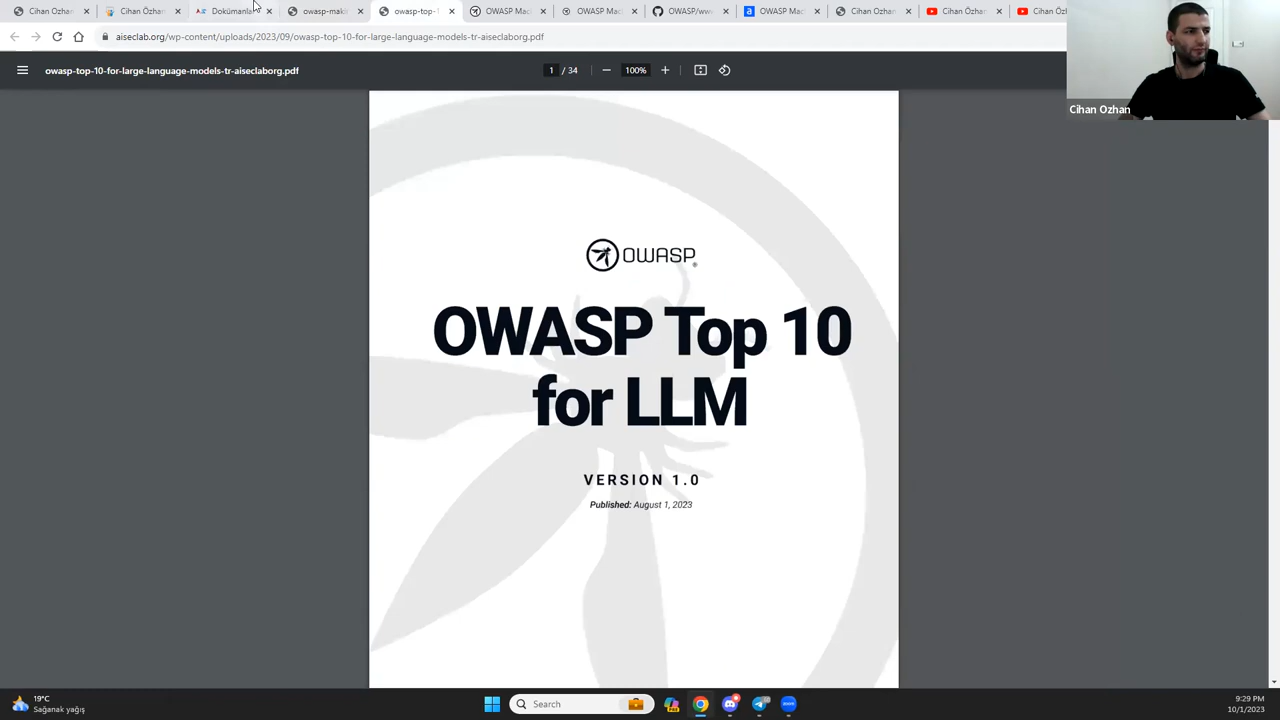 Cihan Özhan
Cihan Özhan
Dokümanla
owasp-maki
owasp-top-1
OWASP Mac
OWASP Mac
OWASP/ww
OWASP Mac
Cihan Ozhan
Cihan Özhan
Cihan Öz
aiseclab.org/wp-content/uploads/2023/09/owasp-top-10-for-large-language-models-tr-aiseclaborg.pdf
owasp-top-10-for-large-language-models-tr-aiseclaborg.pdf
1 / 34
100%
Cihan Ozhan
OWASP
OWASP Top 10
for LLM
VERSION 1.0
Published: August 1, 2023
19°C
Sağanak yağış
Search
9:29 PM
10/1/2023